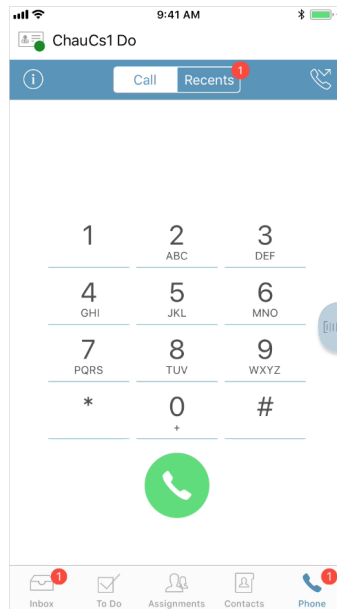 9:41 AM
ChauCs1 Do
Call Recents 1
1 2 3
ABC DEF
4 5 6
GHI JKL MNO
7 8 9
PQRS TUV WXYZ
* 0 #
+
1 1
Inbox To Do Assignments Contacts Phone